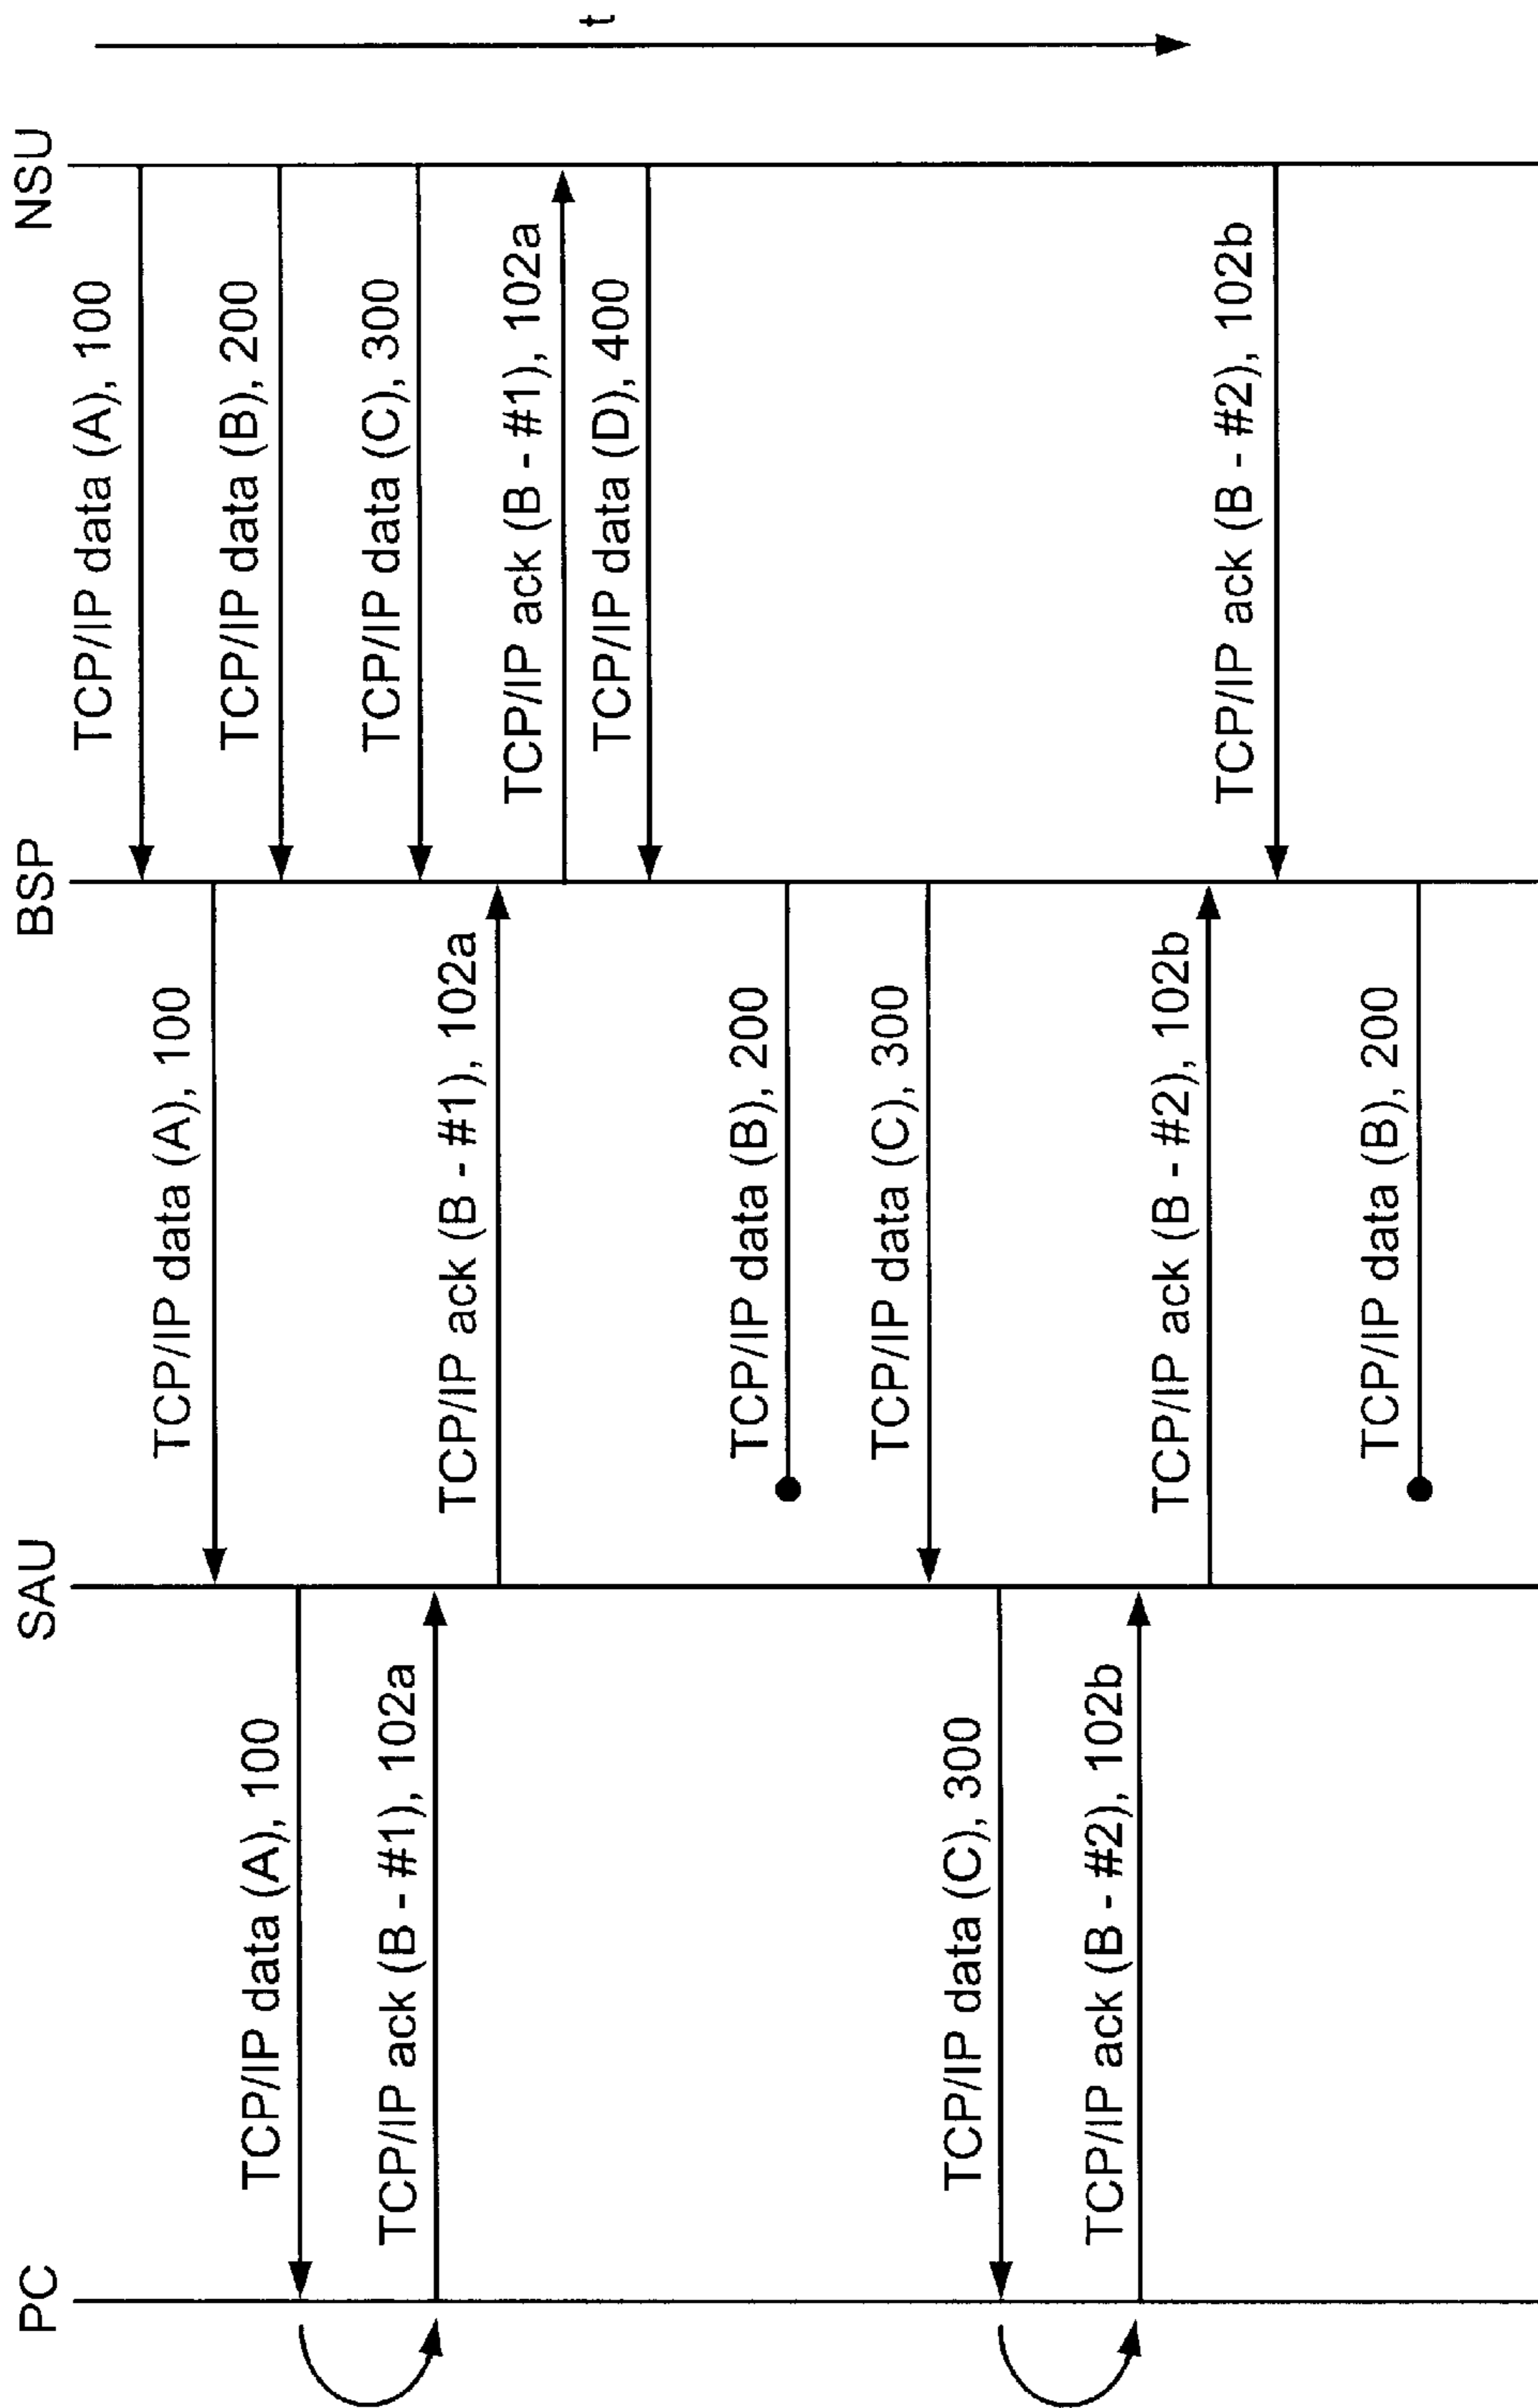 PC
SAU
BSP
NSU
t
TCP/IP data (A), 100
TCP/IP data (A), 100
TCP/IP data (B), 200
TCP/IP data (A), 100
TCP/IP data (C), 300
TCP/IP ack (B - #1), 102a
TCP/IP ack (B - #1), 102a
TCP/IP ack (B - #1), 102a
TCP/IP data (D), 400
TCP/IP data (B), 200
TCP/IP data (C), 300
TCP/IP data (C), 300
TCP/IP ack (B - #2), 102b
TCP/IP ack (B - #2), 102b
TCP/IP ack (B - #2), 102b
TCP/IP data (B), 200